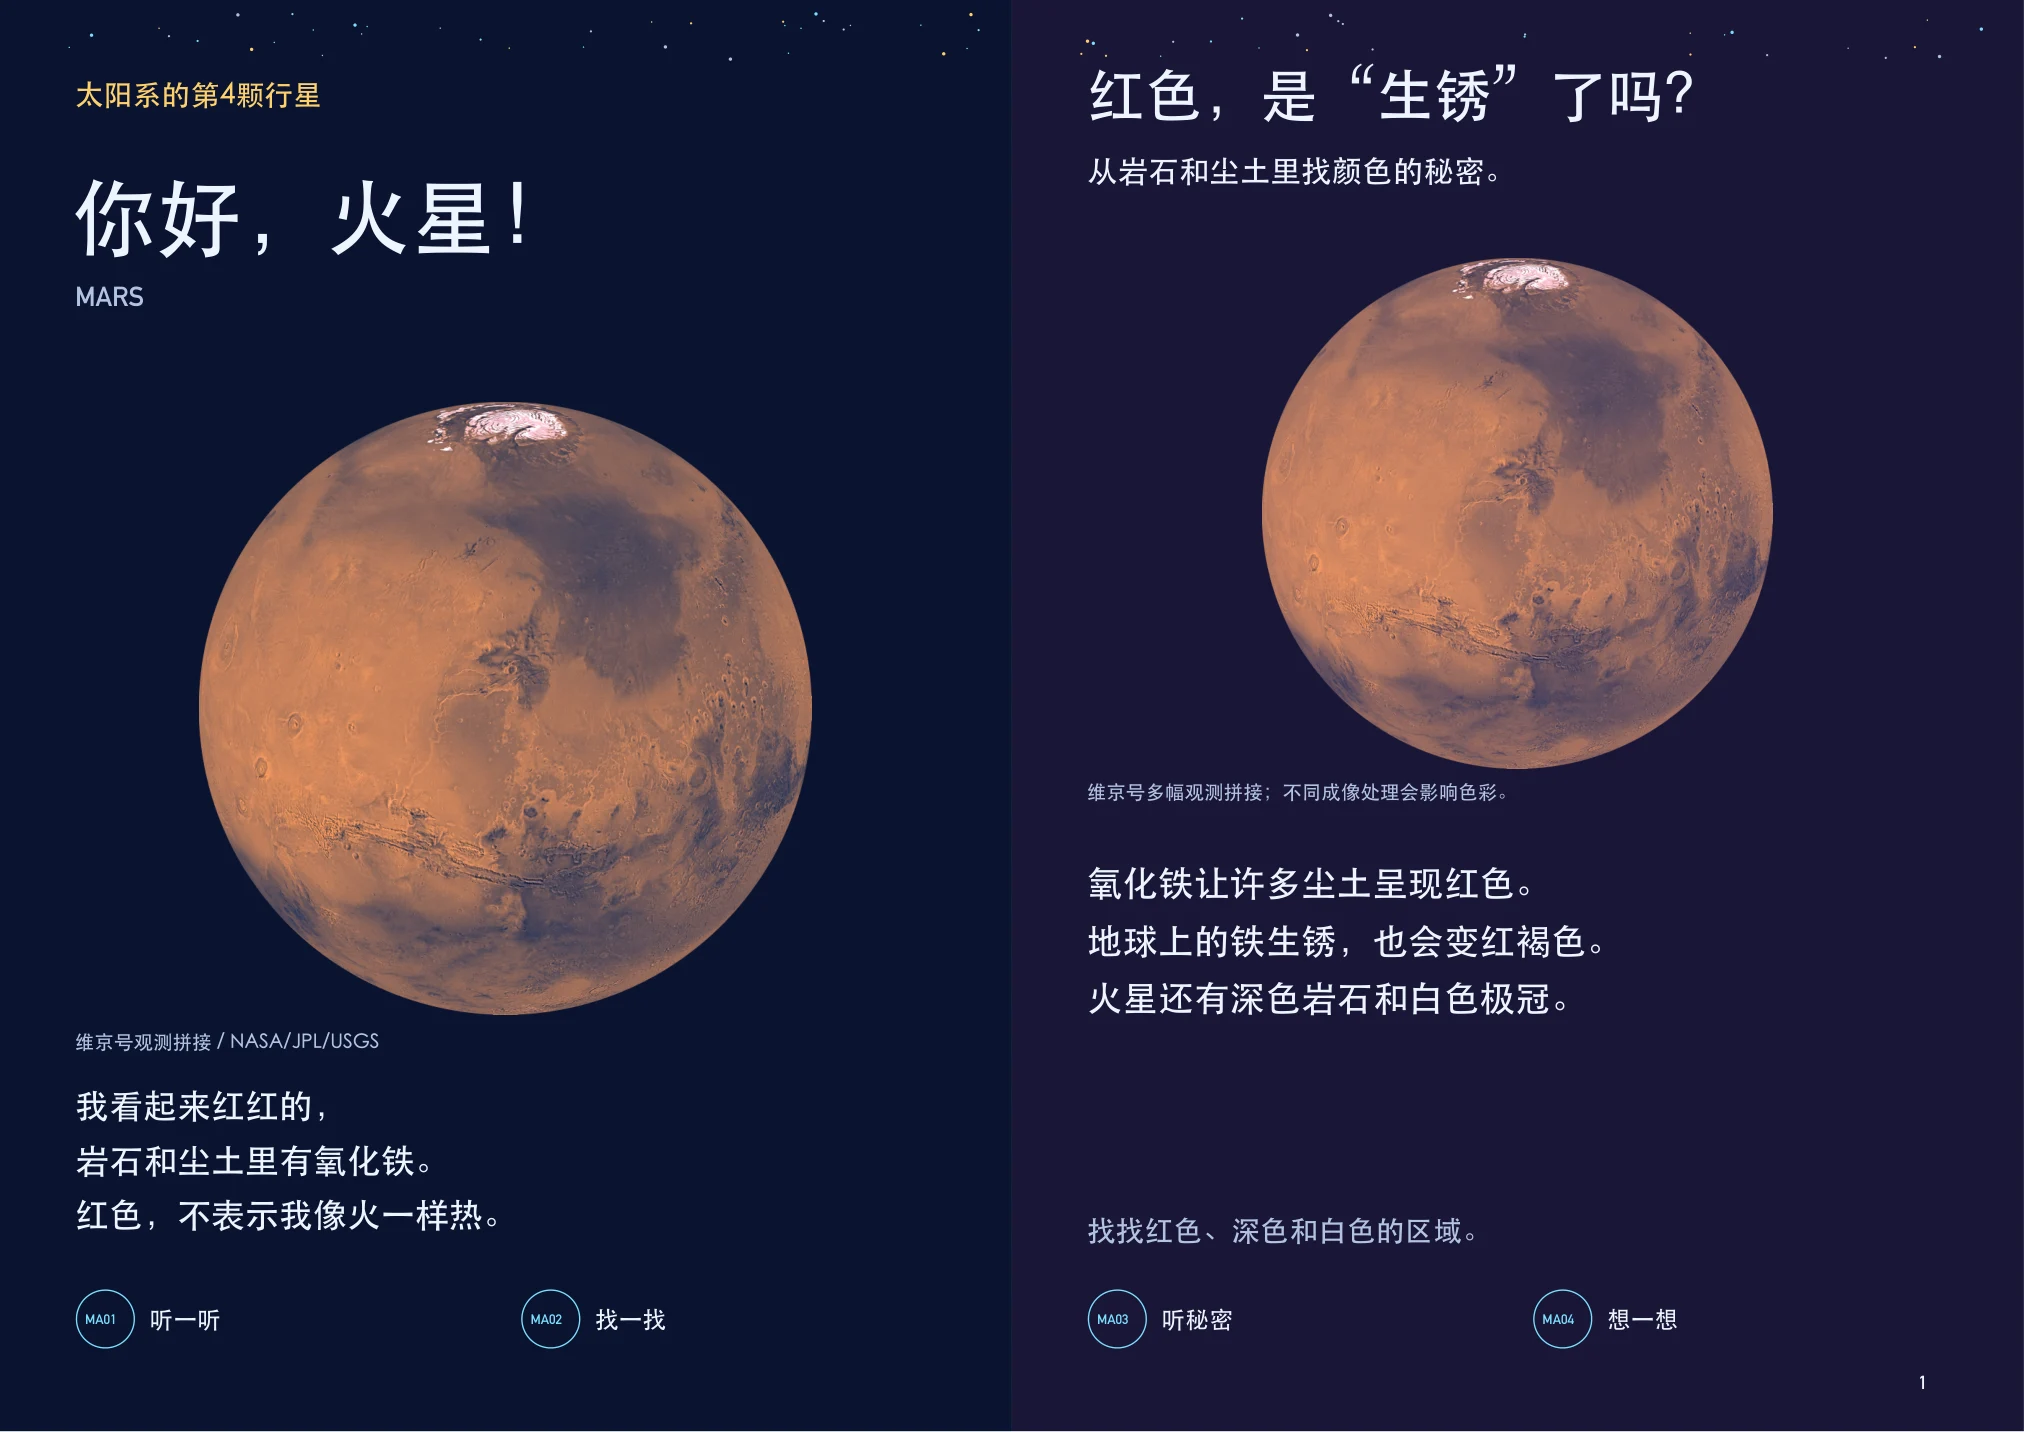 太阳系的第4颗行星
你好，火星！
MARS
维京号观测拼接 / NASA/JPL/USGS
我看起来红红的，
岩石和尘土里有氧化铁。
红色，不表示我像火一样热。
MA01 听一听
MA02 找一找
红色，是“生锈”了吗？
从岩石和尘土里找颜色的秘密。
维京号多幅观测拼接；不同成像处理会影响色彩。
氧化铁让许多尘土呈现红色。
地球上的铁生锈，也会变红褐色。
火星还有深色岩石和白色极冠。
找找红色、深色和白色的区域。
MA03 听秘密
MA04 想一想
1